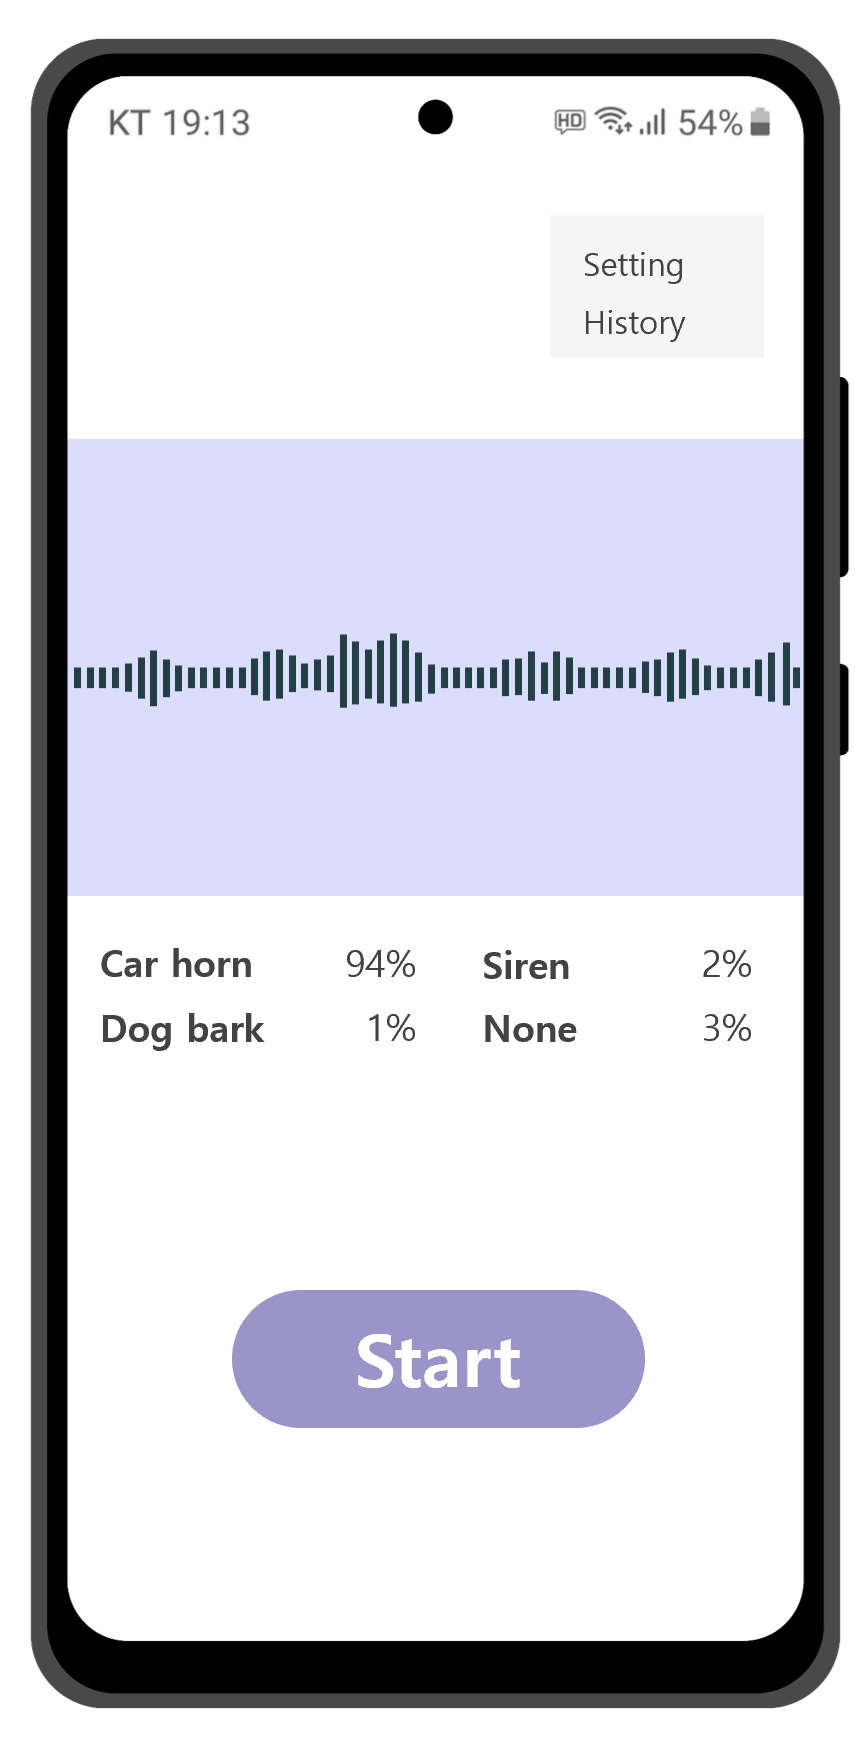 KT 19:13 HD 54%
Setting
History
Car horn 94% Siren 2%
Dog bark 1% None 3%
Start